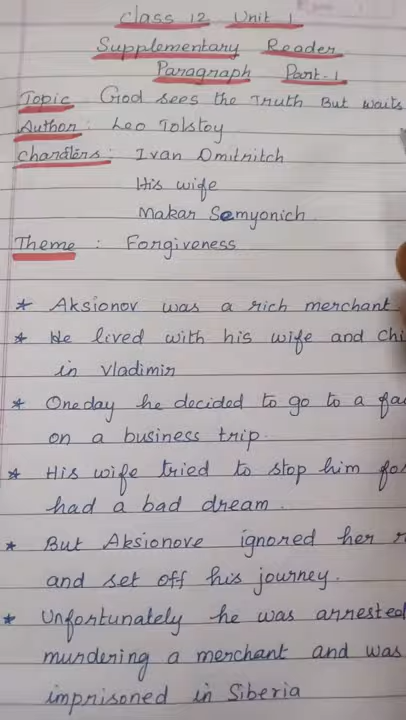 Class 12 Unit 1
Supplementary Reader
Paragraph Part-1
Topic God sees the Truth But waits
Author: Leo Tolstoy
: Ivan Dmitritch
His wife
Makar Semyonich
Theme : Forgiveness
* Aksionov was a rich merchant
* He lived with his wife and
in Vladimir
* Oneday he decided to go to a
on a business trip.
* His wife tried to stop him
had a bad dream.
* But Aksionove ignored her
and set off his journey.
* Unfortunately he was arrested
murdering a merchant and was
imprisoned in Siberia